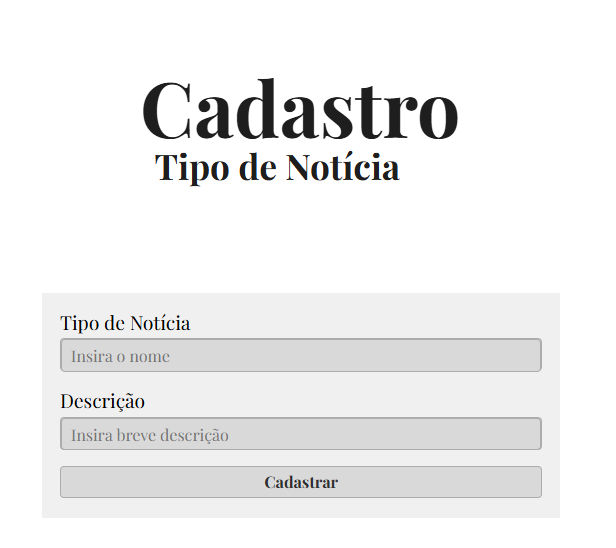 Cadastro
Tipo de Notícia
Tipo de Notícia
Insira o nome
Descrição
Insira breve descrição
Cadastrar